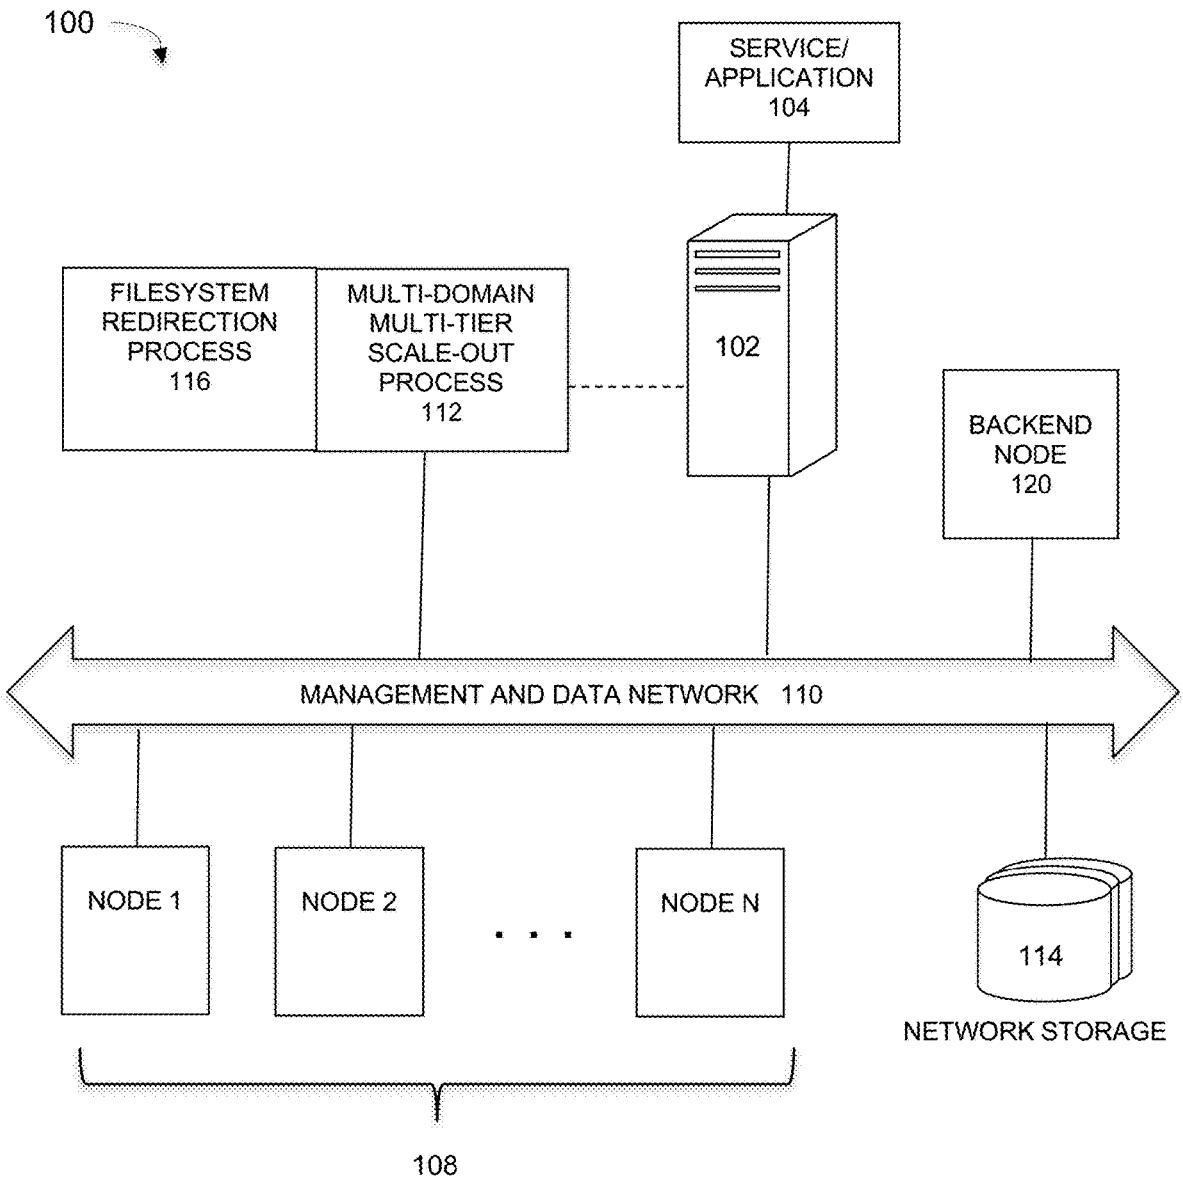 100
SERVICE/
APPLICATION
104
FILESYSTEM
REDIRECTION
PROCESS
116
MULTI-DOMAIN
MULTI-TIER
SCALE-OUT
PROCESS
112
102
BACKEND
NODE
120
MANAGEMENT AND DATA NETWORK 110
NODE 1
NODE 2
. . .
NODE N
114
NETWORK STORAGE
108